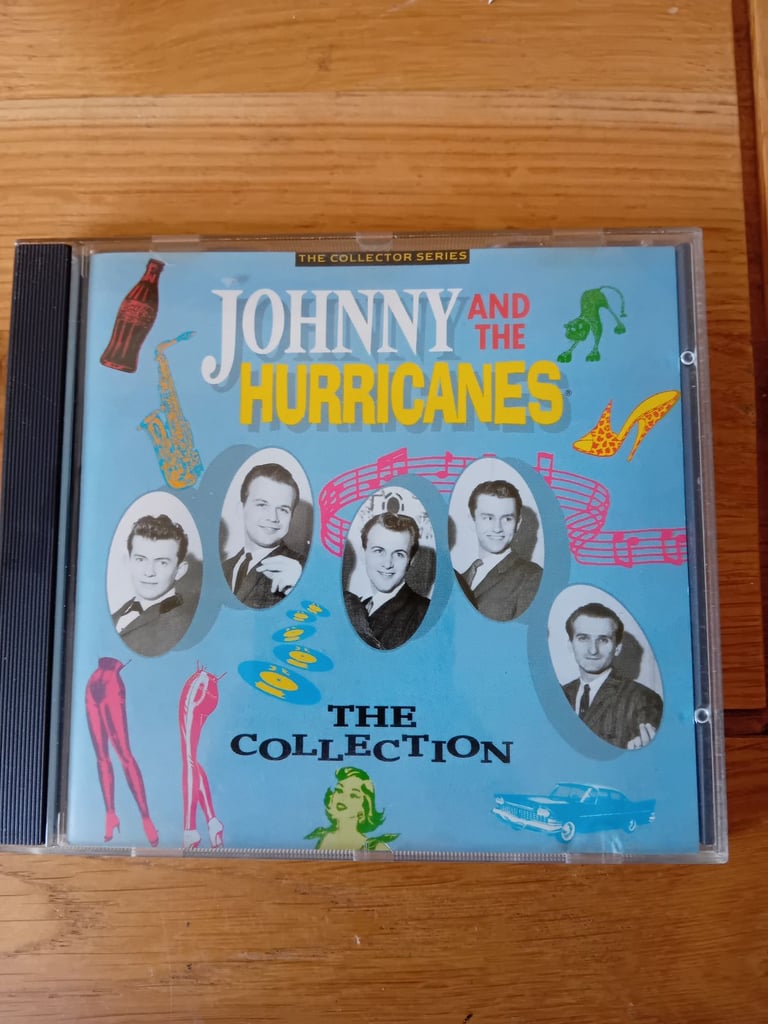 THE COLLECTOR SERIES
JOHNNY AND THE
HURRICANES®
THE
COLLECTION